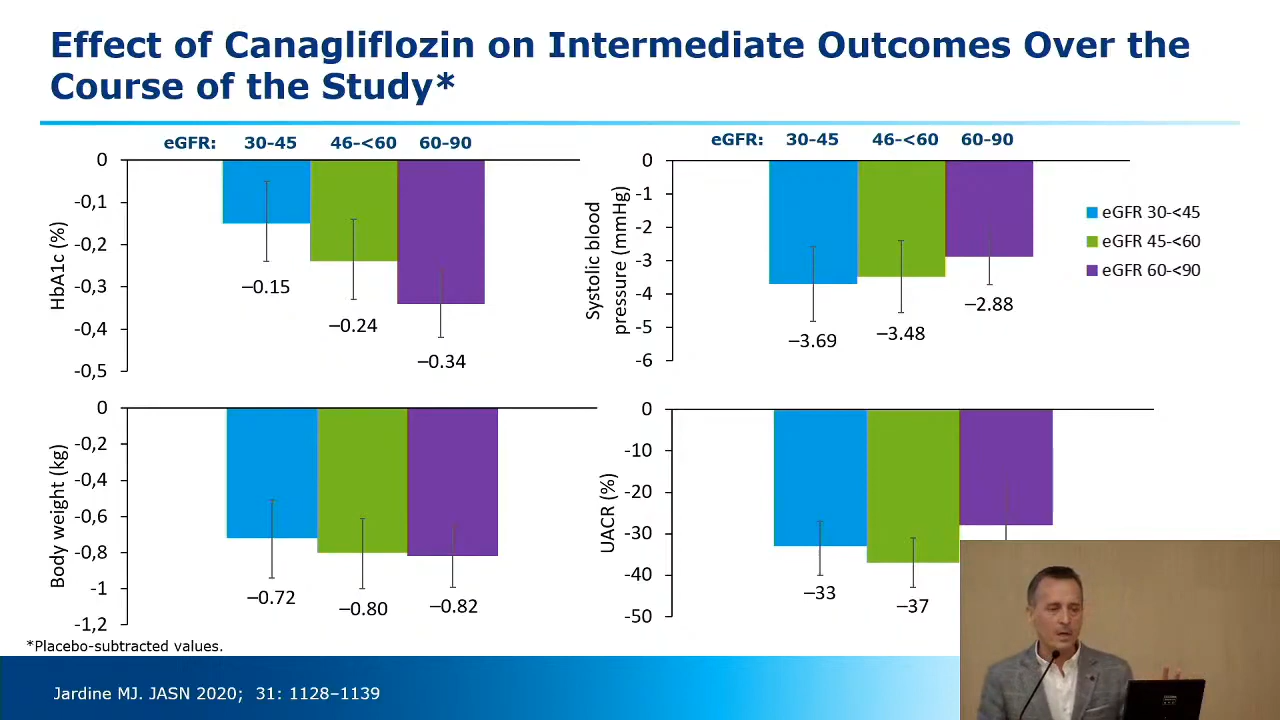 Effect of Canagliflozin on Intermediate Outcomes Over the
Course of the Study*
eGFR: 30-45 46-<60 60-90
HbA1c (%)
0
-0,1
-0,2
-0,3
-0,4
-0,5
–0.15
–0.24
–0.34
eGFR: 30-45 46-<60 60-90
Systolic blood
pressure (mmHg)
0
-1
-2
-3
-4
-5
-6
–3.69
–3.48
–2.88
eGFR 30-<45
eGFR 45-<60
eGFR 60-<90
Body weight (kg)
0
-0,2
-0,4
-0,6
-0,8
-1
-1,2
–0.72
–0.80
–0.82
UACR (%)
0
-10
-20
-30
-40
-50
–33
–37
*Placebo-subtracted values.
Jardine MJ. JASN 2020; 31: 1128–1139